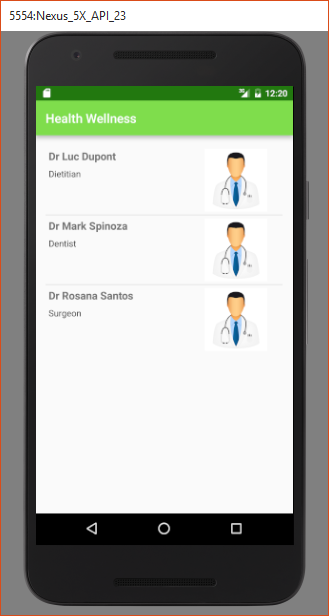 5554:Nexus_5X_API_23
12:20
Health Wellness
Dr Luc Dupont
Dietitian
Dr Mark Spinoza
Dentist
Dr Rosana Santos
Surgeon